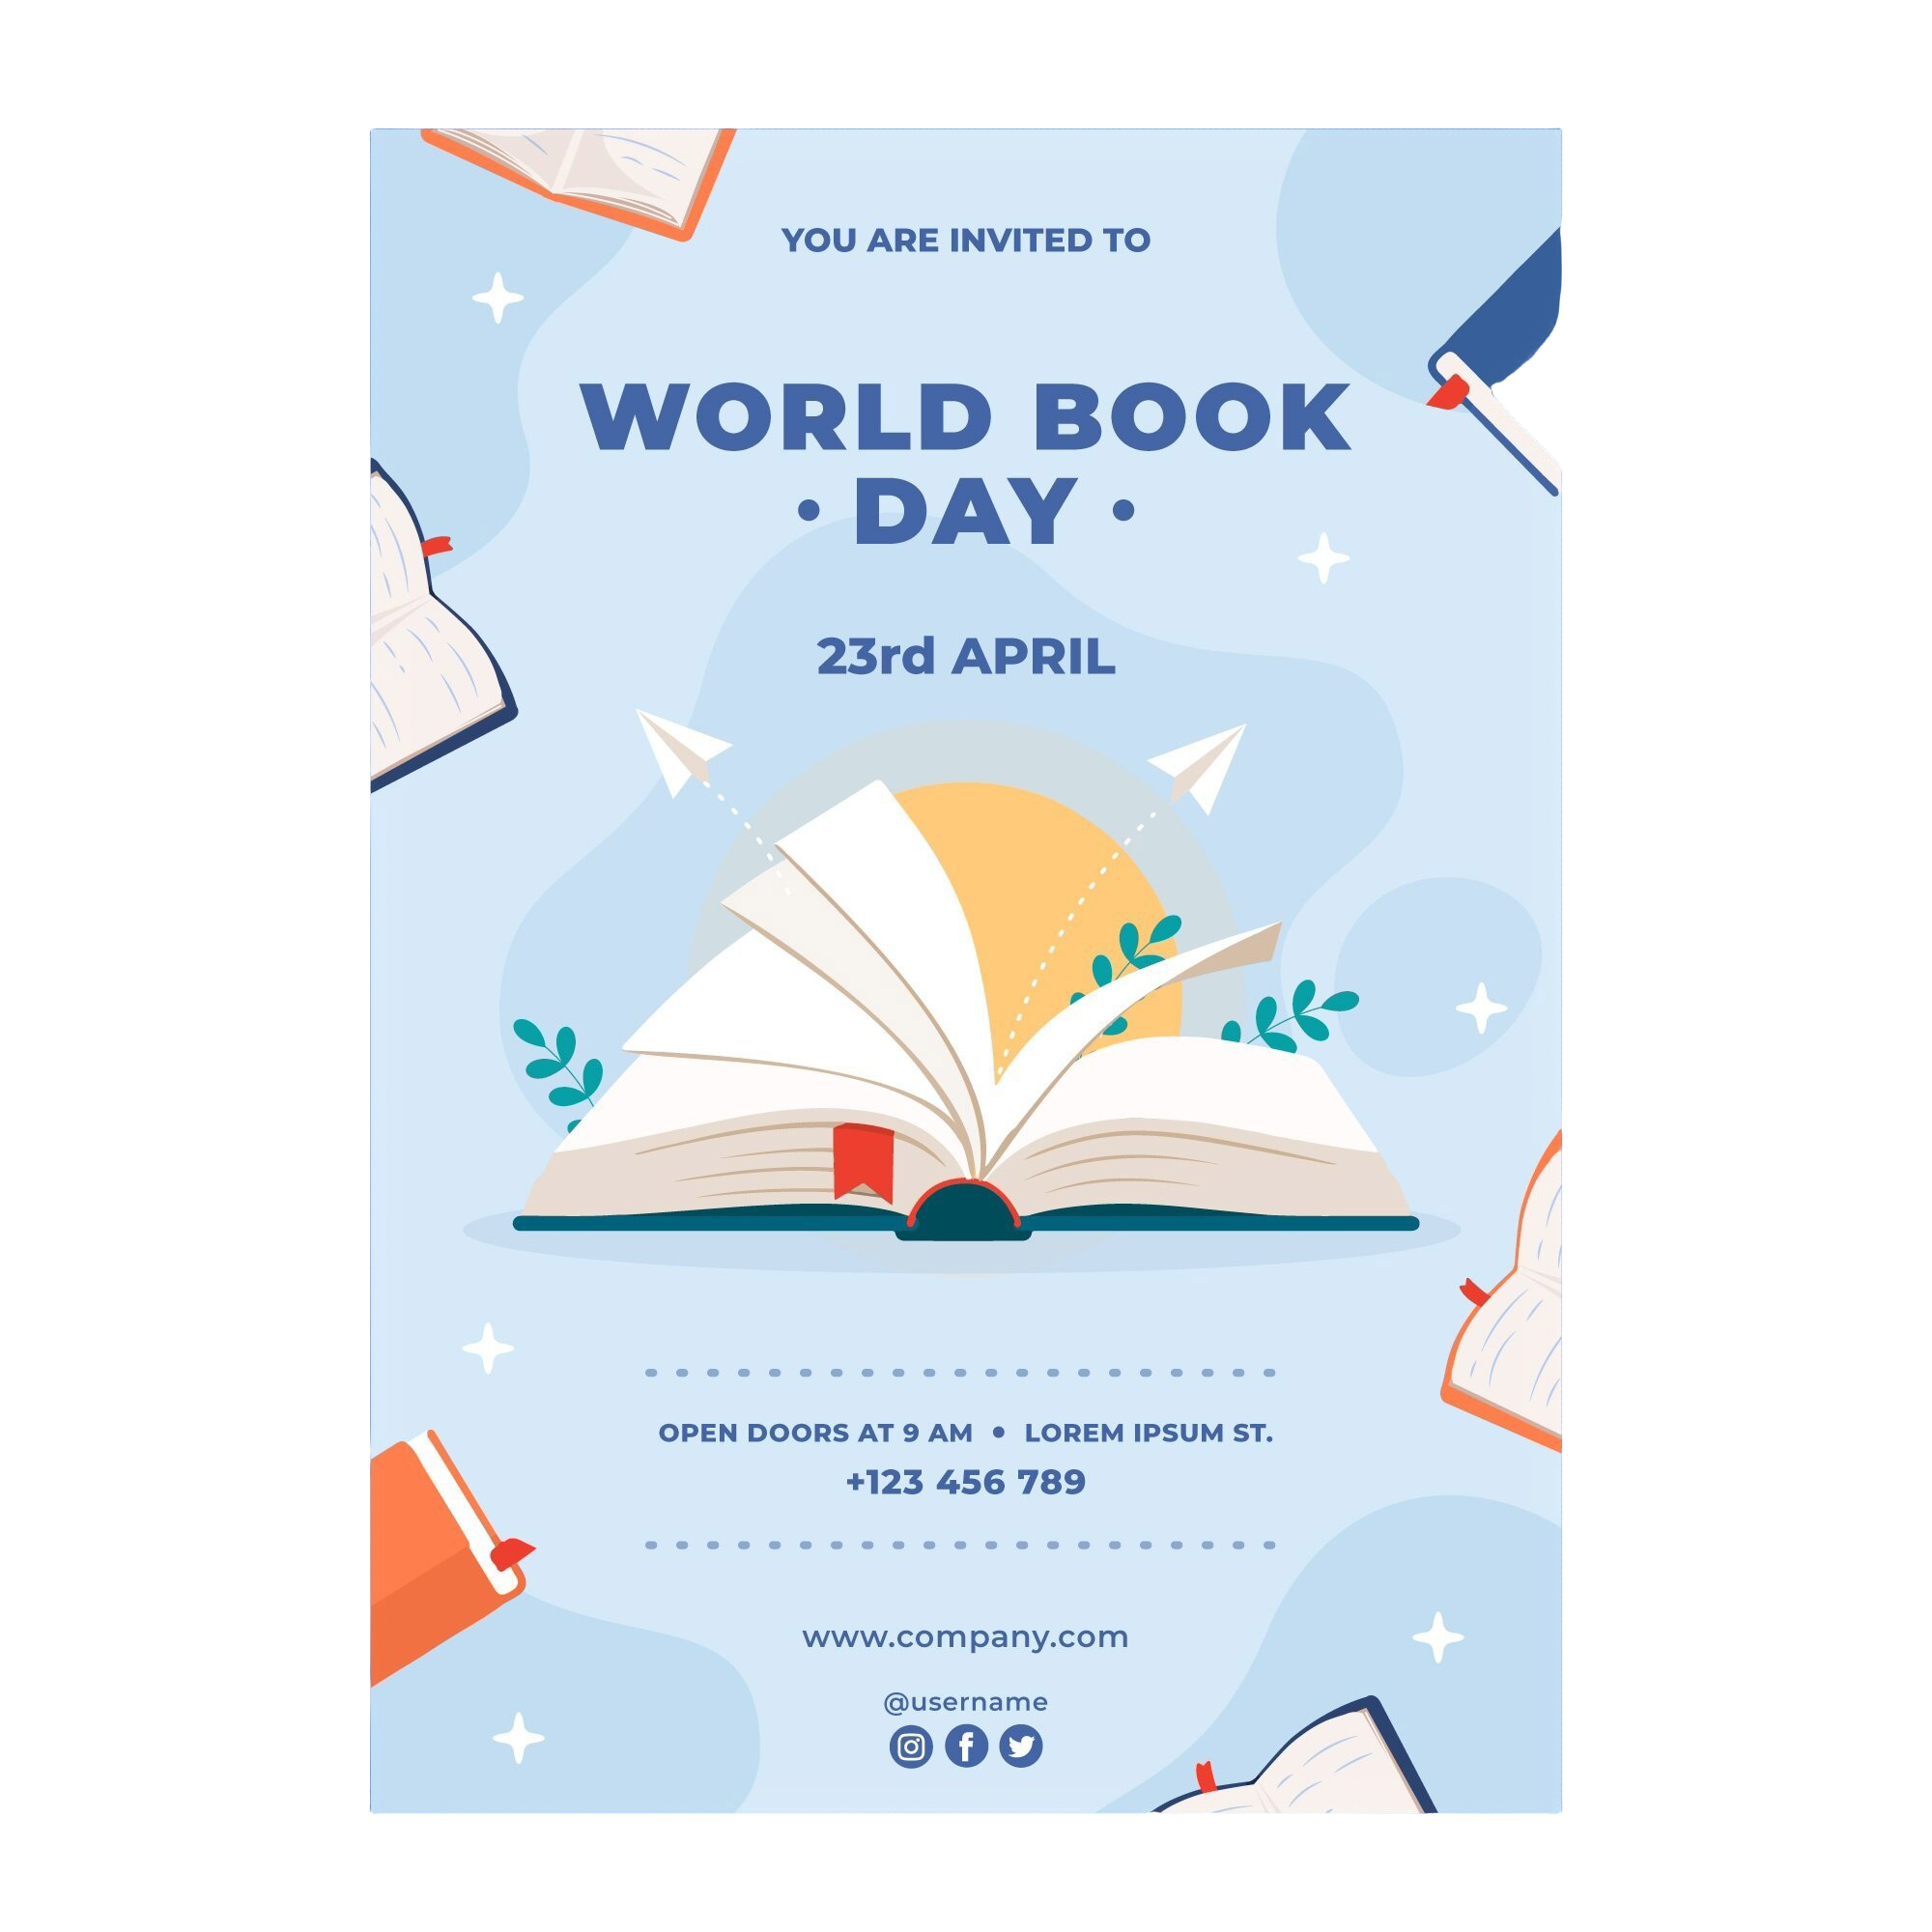 YOU ARE INVITED TO
WORLD BOOK
• DAY •
23rd APRIL
OPEN DOORS AT 9 AM • LOREM IPSUM ST.
+123 456 789
www.company.com
@username